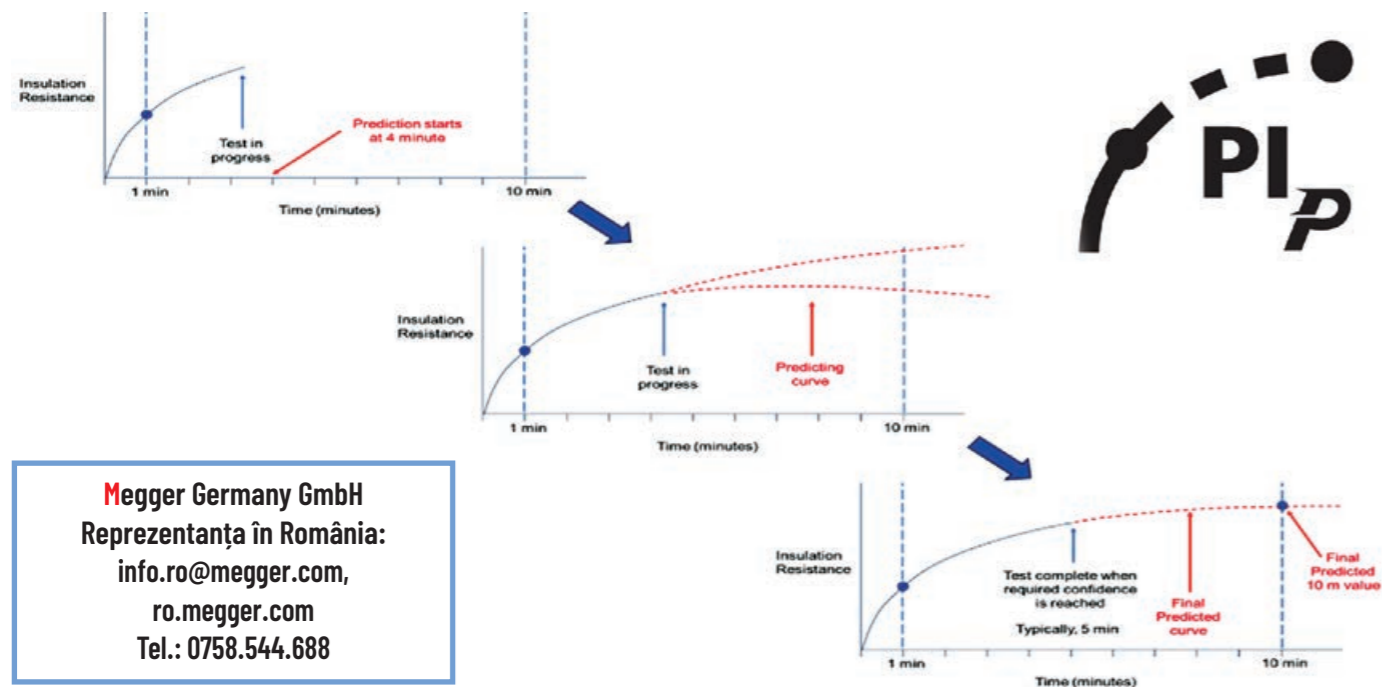 Insulation
Resistance
Test in
progress
Prediction starts
at 4 minute
1 min
10 min
Time (minutes)
PIP
Insulation
Resistance
Test in
progress
Predicting
curve
1 min
10 min
Time (minutes)
Megger Germany GmbH
Reprezentanța în România:
info.ro@megger.com,
ro.megger.com
Tel.: 0758.544.688
Insulation
Resistance
Test complete when
required confidence
is reached
Typically, 5 min
Final
Predicted
curve
Final
Predicted
10 m value
1 min
10 min
Time (minutes)